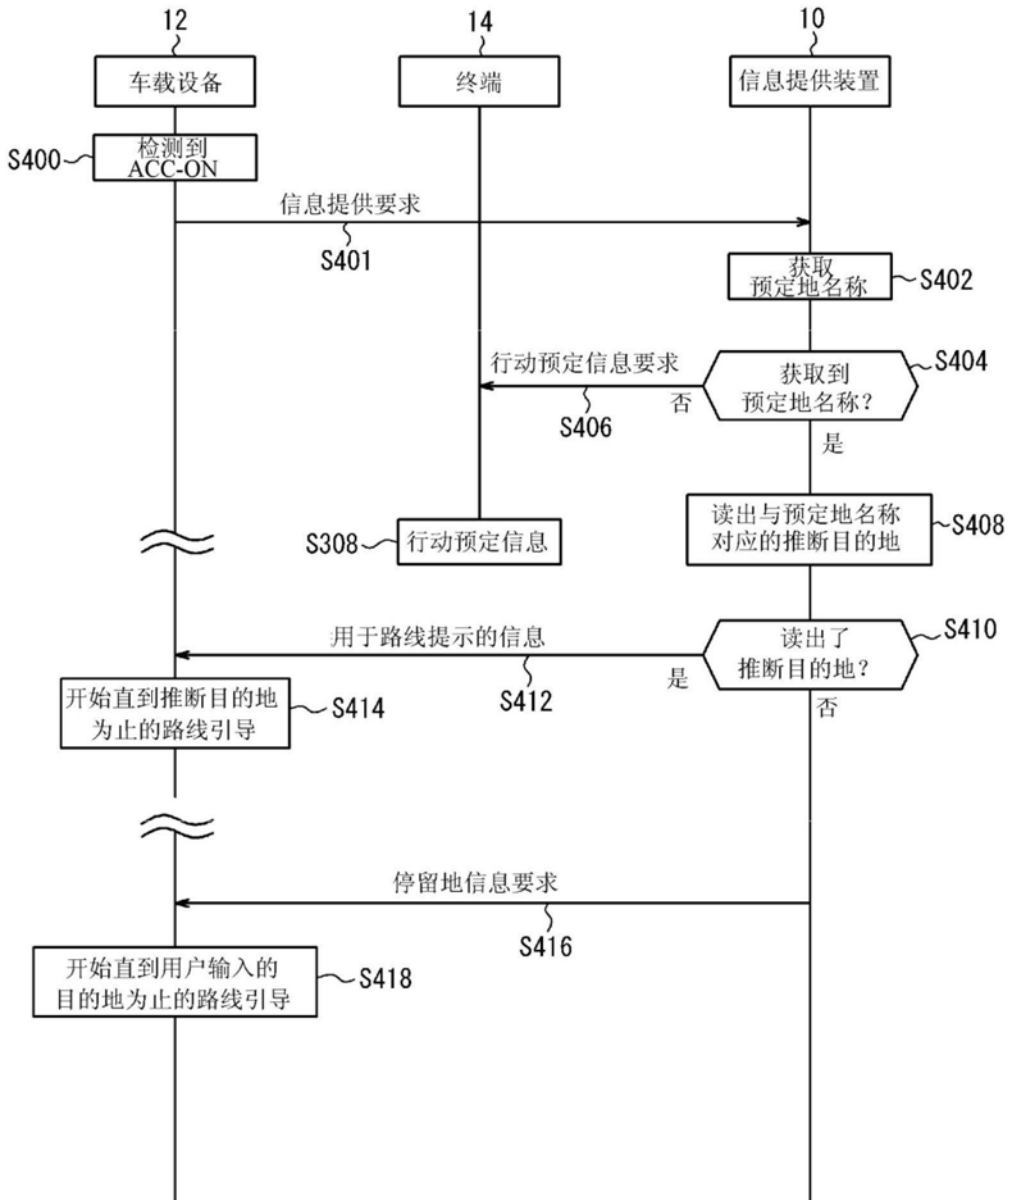 12
14
10
车载设备
终端
信息提供装置
S400
检测到
ACC-ON
信息提供要求
S401
获取
预定地名称
S402
行动预定信息要求
S404
获取到
预定地名称?
否
S406
是
读出与预定地名称
对应的推断目的地
S408
S308
行动预定信息
用于路线提示的信息
读出了
推断目的地?
S410
是
S412
否
开始直到推断目的地
为止的路线引导
S414
停留地信息要求
S416
开始直到用户输入的
目的地为止的路线引导
S418